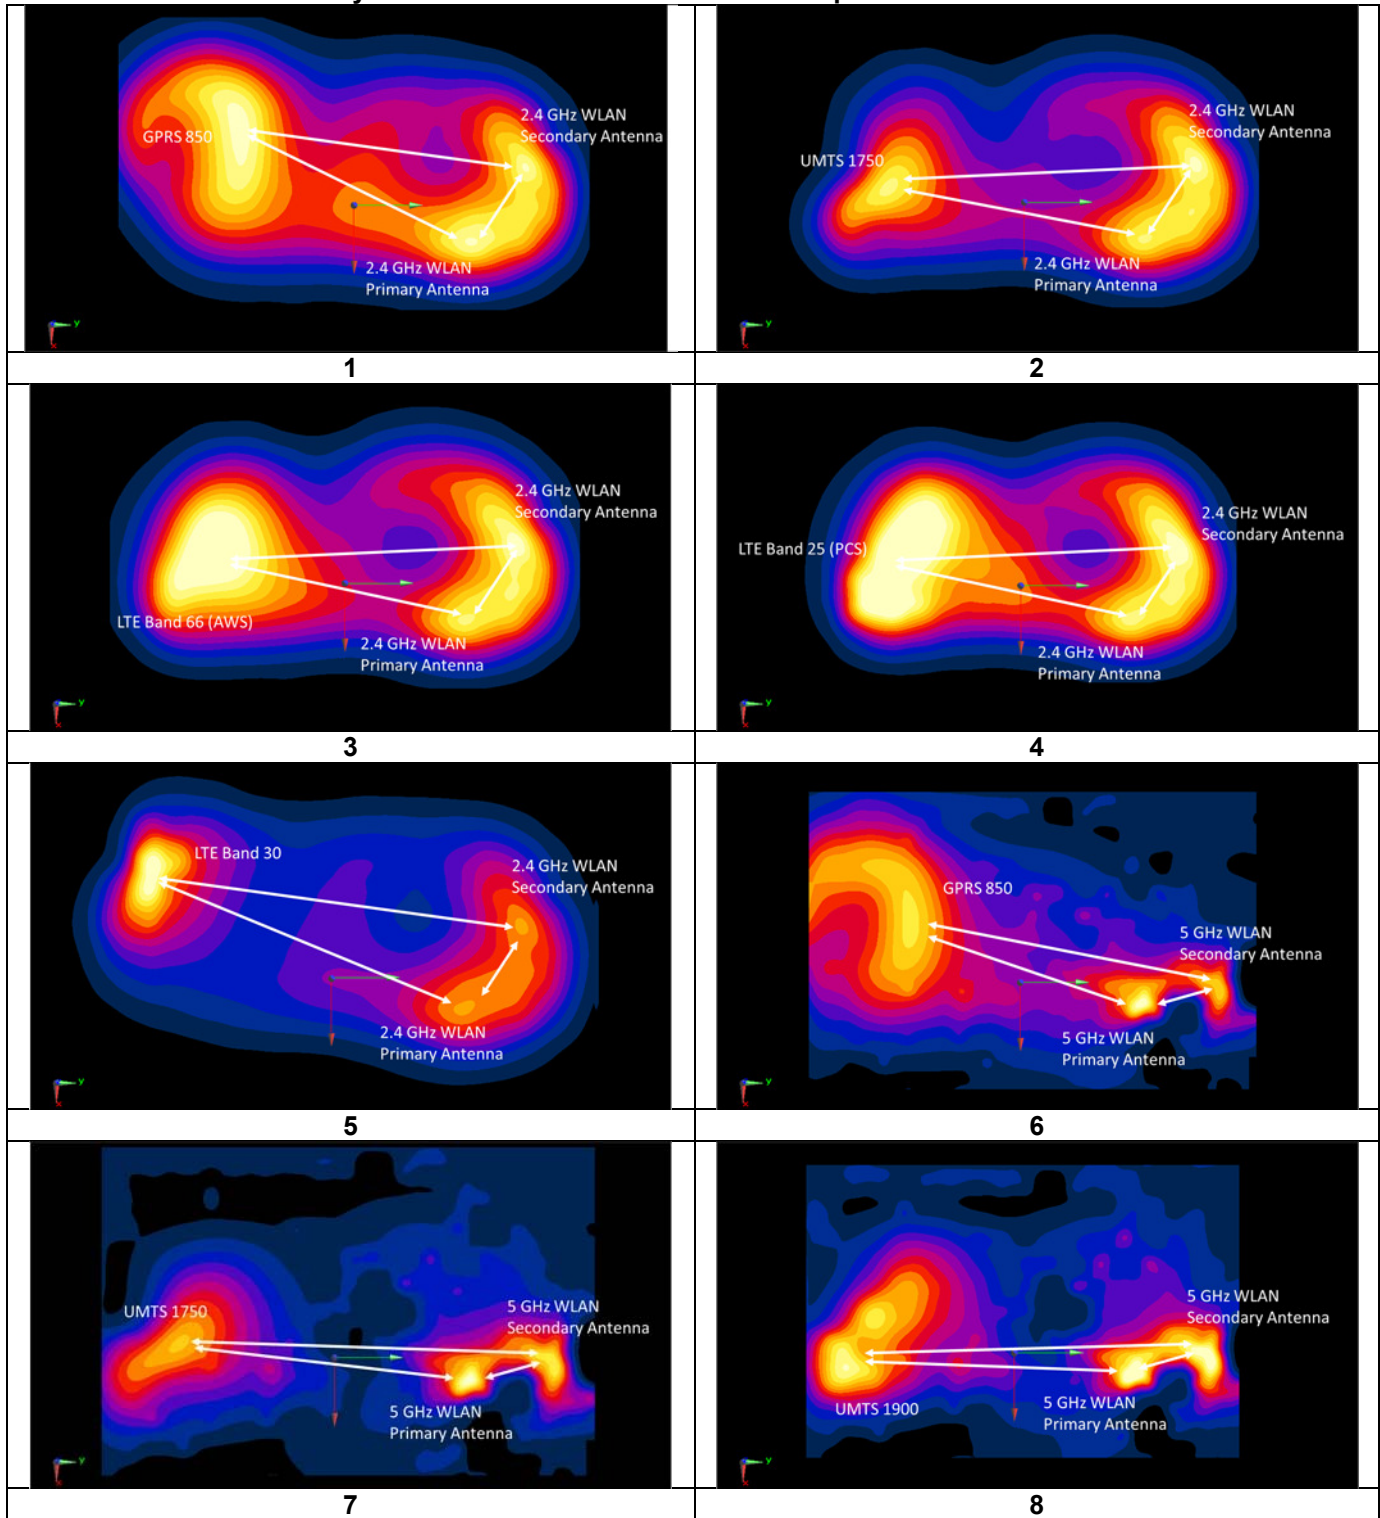 GPRS 850
2.4 GHz WLAN
Secondary Antenna
2.4 GHz WLAN
Primary Antenna
Y
X
1
UMTS 1750
2.4 GHz WLAN
Secondary Antenna
2.4 GHz WLAN
Primary Antenna
Y
X
2
2.4 GHz WLAN
Secondary Antenna
LTE Band 66 (AWS)
2.4 GHz WLAN
Primary Antenna
Y
X
3
2.4 GHz WLAN
Secondary Antenna
LTE Band 25 (PCS)
2.4 GHz WLAN
Primary Antenna
Y
X
4
LTE Band 30
2.4 GHz WLAN
Secondary Antenna
2.4 GHz WLAN
Primary Antenna
Y
X
5
GPRS 850
5 GHz WLAN
Secondary Antenna
5 GHz WLAN
Primary Antenna
Y
X
6
UMTS 1750
5 GHz WLAN
Secondary Antenna
5 GHz WLAN
Primary Antenna
Y
X
7
5 GHz WLAN
Secondary Antenna
UMTS 1900
5 GHz WLAN
Primary Antenna
Y
X
8